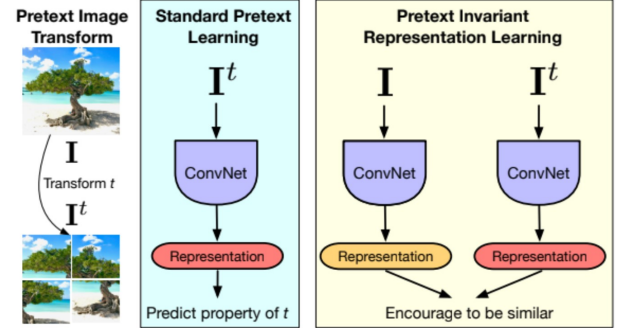 Pretext Image
Transform
I
Transform t
I^t
Standard Pretext
Learning
I^t
ConvNet
Representation
Predict property of t
Pretext Invariant
Representation Learning
I
I^t
ConvNet
ConvNet
Representation
Representation
Encourage to be similar